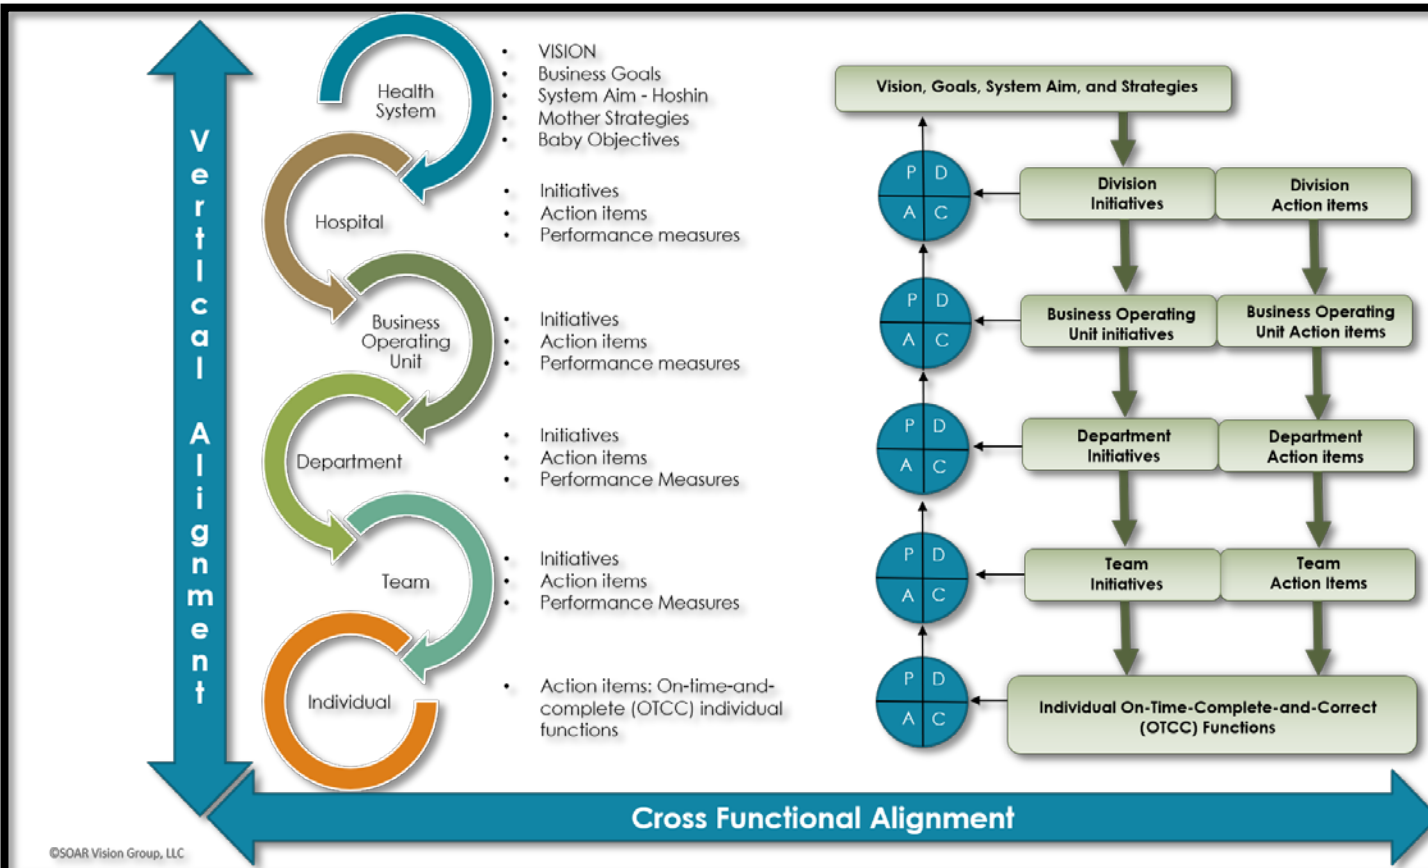 Vertical Alignment
Health
System
• VISION
• Business Goals
• System Aim - Hoshin
• Mother Strategies
• Baby Objectives
Hospital
• Initiatives
• Action items
• Performance measures
Business
Operating
Unit
• Initiatives
• Action items
• Performance measures
Department
• Initiatives
• Action items
• Performance Measures
Team
• Initiatives
• Action items
• Performance Measures
Individual
• Action items: On-time-and-
complete (OTCC) individual
functions
Vision, Goals, System Aim, and Strategies
P D
A C
Division
Initiatives
Division
Action items
P D
A C
Business Operating
Unit initiatives
Business Operating
Unit Action items
P D
A C
Department
Initiatives
Department
Action items
P D
A C
Team
Initiatives
Team
Action Items
P D
A C
Individual On-Time-Complete-and-Correct
(OTCC) Functions
Cross Functional Alignment
©SOAR Vision Group, LLC